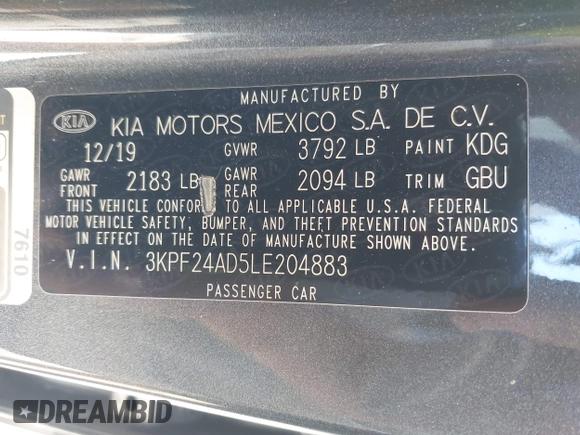 MANUFACTURED BY
KIA KIA MOTORS MEXICO S.A. DE C.V.
12/19 GVWR 3792 LB PAINT KDG
GAWR FRONT 2183 LB GAWR REAR 2094 LB TRIM GBU
THIS VEHICLE TO ALL APPLICABLE U.S.A. FEDERAL
MOTOR VEHICLE SAFETY, BUMPER, AND THEFT PREVENTION STANDARDS
IN EFFECT ON THE DATE OF MANUFACTURE SHOWN ABOVE.
V.I.N. 3KPF24AD5LE204883
PASSENGER CAR
7610
DREAMBID